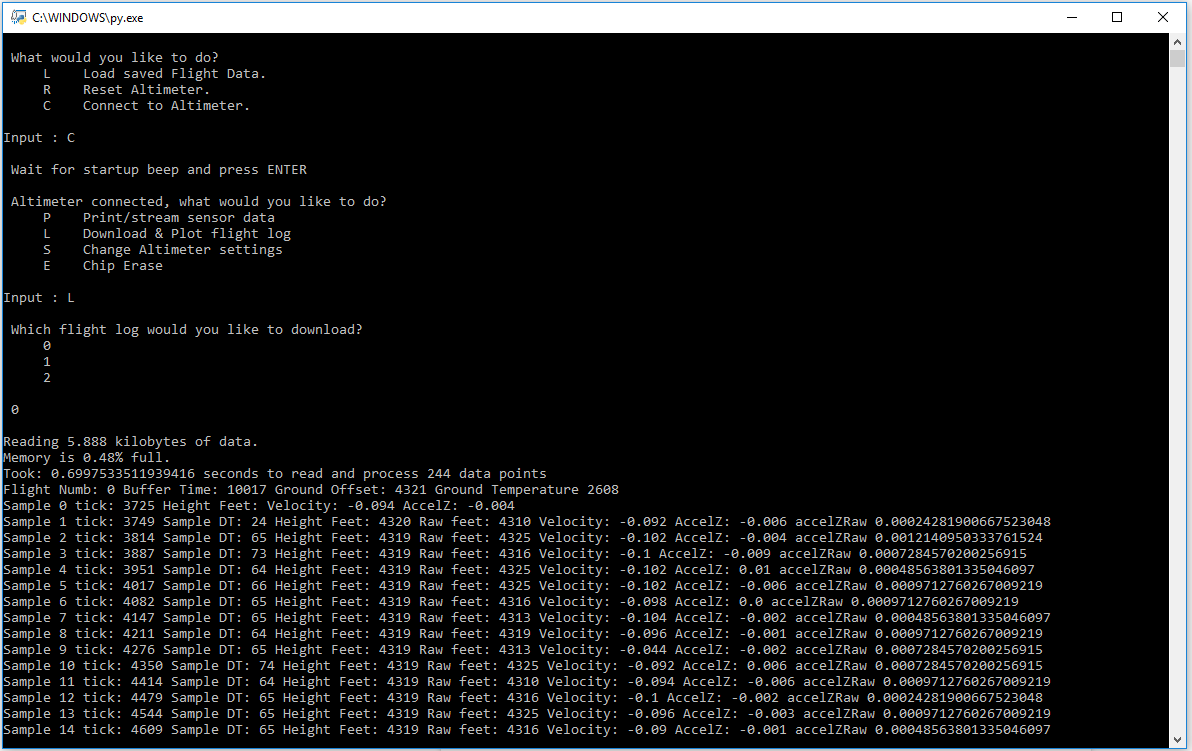 C:\WINDOWS\py.exe
What would you like to do?
L Load saved Flight Data.
R Reset Altimeter.
C Connect to Altimeter.
Input : C
Wait for startup beep and press ENTER
Altimeter connected, what would you like to do?
P Print/stream sensor data
L Download & Plot flight log
S Change Altimeter settings
E Chip Erase
Input : L
Which flight log would you like to download?
0
1
2
0
Reading 5.888 kilobytes of data.
Memory is 0.48% full.
Took: 0.6997533511939416 seconds to read and process 244 data points
Flight Numb: 0 Buffer Time: 10017 Ground Offset: 4321 Ground Temperature 2608
Sample 0 tick: 3725 Height Feet: Velocity: -0.094 AccelZ: -0.004
Sample 1 tick: 3749 Sample DT: 24 Height Feet: 4320 Raw feet: 4310 Velocity: -0.092 AccelZ: -0.006 accelZRaw 0.00024281900667523048
Sample 2 tick: 3814 Sample DT: 65 Height Feet: 4319 Raw feet: 4325 Velocity: -0.102 AccelZ: -0.004 accelZRaw 0.0012140950333761524
Sample 3 tick: 3887 Sample DT: 73 Height Feet: 4319 Raw feet: 4316 Velocity: -0.1 AccelZ: -0.009 accelZRaw 0.0007284570200256915
Sample 4 tick: 3951 Sample DT: 64 Height Feet: 4319 Raw feet: 4325 Velocity: -0.102 AccelZ: 0.01 accelZRaw 0.00048563801335046097
Sample 5 tick: 4017 Sample DT: 66 Height Feet: 4319 Raw feet: 4325 Velocity: -0.102 AccelZ: -0.006 accelZRaw 0.0009712760267009219
Sample 6 tick: 4082 Sample DT: 65 Height Feet: 4319 Raw feet: 4316 Velocity: -0.098 AccelZ: 0.0 accelZRaw 0.0009712760267009219
Sample 7 tick: 4147 Sample DT: 65 Height Feet: 4319 Raw feet: 4313 Velocity: -0.104 AccelZ: -0.002 accelZRaw 0.00048563801335046097
Sample 8 tick: 4211 Sample DT: 64 Height Feet: 4319 Raw feet: 4319 Velocity: -0.096 AccelZ: -0.001 accelZRaw 0.0009712760267009219
Sample 9 tick: 4276 Sample DT: 65 Height Feet: 4319 Raw feet: 4313 Velocity: -0.044 AccelZ: -0.002 accelZRaw 0.0007284570200256915
Sample 10 tick: 4350 Sample DT: 74 Height Feet: 4319 Raw feet: 4325 Velocity: -0.092 AccelZ: 0.006 accelZRaw 0.0007284570200256915
Sample 11 tick: 4414 Sample DT: 64 Height Feet: 4319 Raw feet: 4310 Velocity: -0.094 AccelZ: -0.006 accelZRaw 0.0009712760267009219
Sample 12 tick: 4479 Sample DT: 65 Height Feet: 4319 Raw feet: 4316 Velocity: -0.1 AccelZ: -0.002 accelZRaw 0.00024281900667523048
Sample 13 tick: 4544 Sample DT: 65 Height Feet: 4319 Raw feet: 4325 Velocity: -0.096 AccelZ: -0.003 accelZRaw 0.0009712760267009219
Sample 14 tick: 4609 Sample DT: 65 Height Feet: 4319 Raw feet: 4316 Velocity: -0.09 AccelZ: -0.001 accelZRaw 0.00048563801335046097